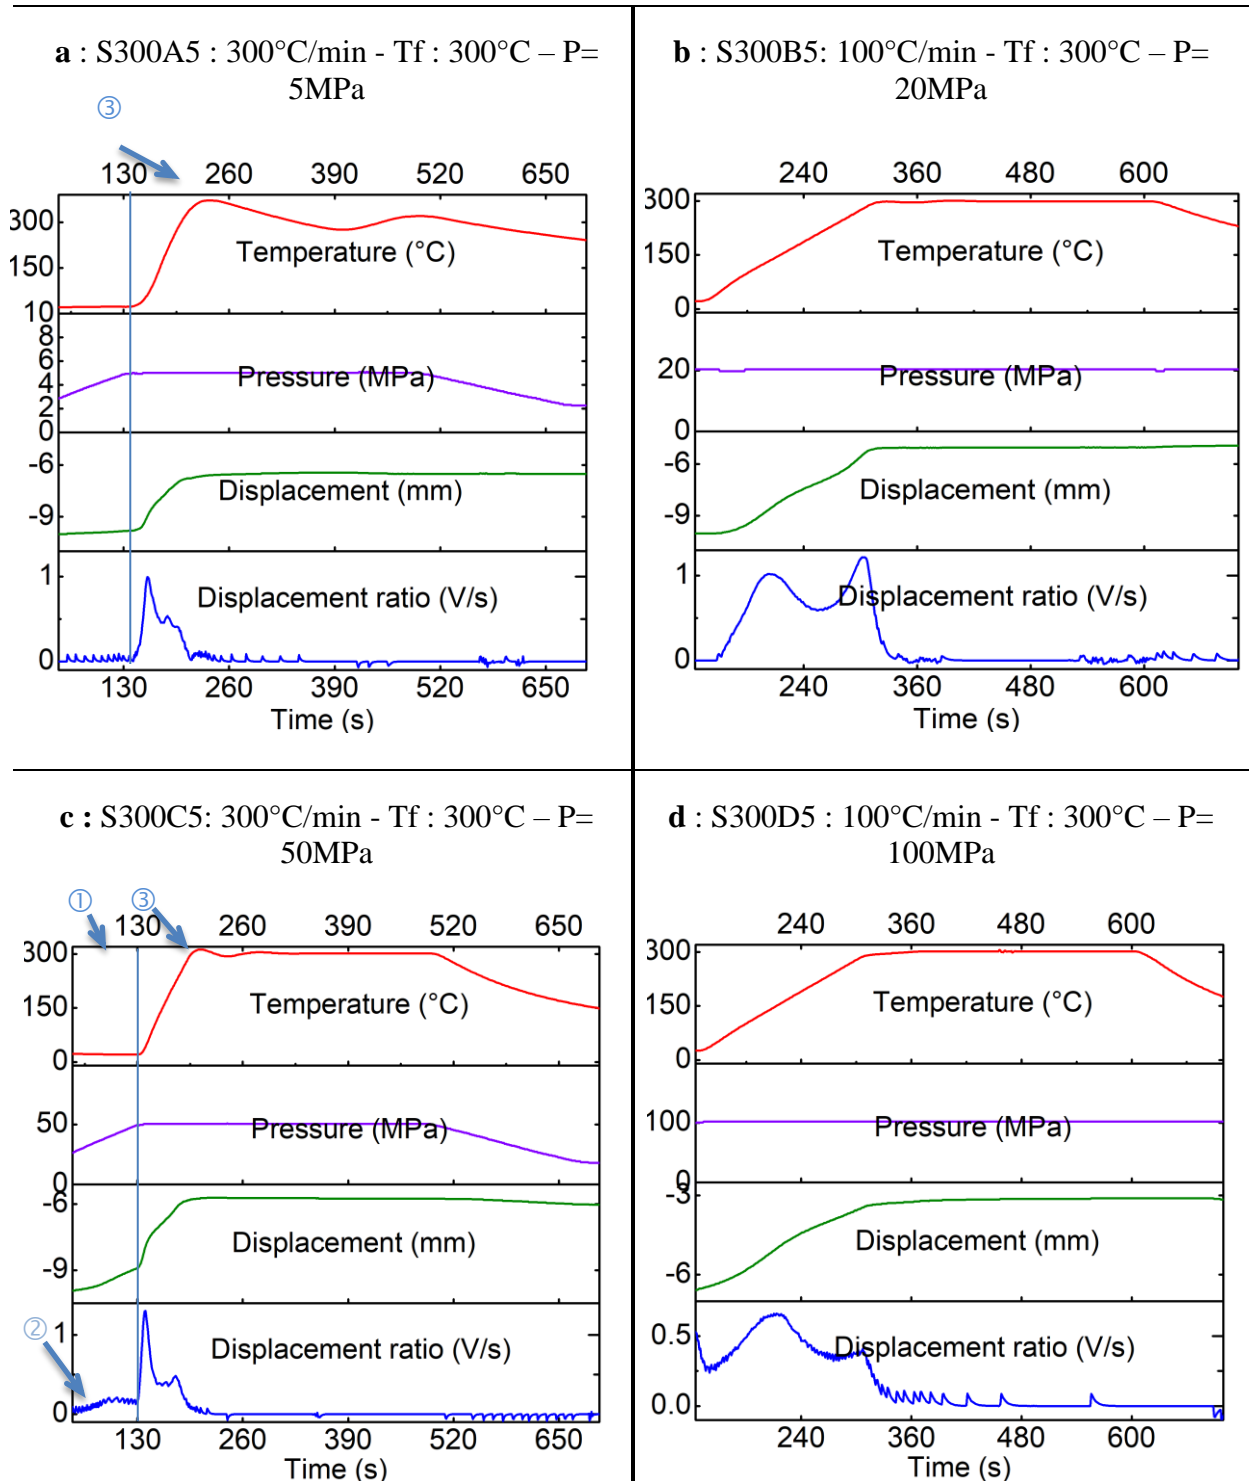 a : S300A5 : 300°C/min - Tf : 300°C – P=
5MPa
③
130 260 390 520 650
300
Temperature (°C)
150
10
8
6
Pressure (MPa)
4
2
0
-6
Displacement (mm)
-9
1
Displacement ratio (V/s)
0
130 260 390 520 650
Time (s)
b : S300B5: 100°C/min - Tf : 300°C – P=
20MPa
240 360 480 600
300
Temperature (°C)
150
0
20
Pressure (MPa)
0
-6
Displacement (mm)
-9
1
Displacement ratio (V/s)
0
240 360 480 600
Time (s)
c : S300C5: 300°C/min - Tf : 300°C – P=
50MPa
① ③
130 260 390 520 650
300
Temperature (°C)
150
0
50
Pressure (MPa)
0
-6
Displacement (mm)
-9
②
1
Displacement ratio (V/s)
0
130 260 390 520 650
Time (s)
d : S300D5 : 100°C/min - Tf : 300°C – P=
100MPa
240 360 480 600
300
Temperature (°C)
150
0
100
Pressure (MPa)
0
-3
Displacement (mm)
-6
0.5
Displacement ratio (V/s)
0.0
240 360 480 600
Time (s)